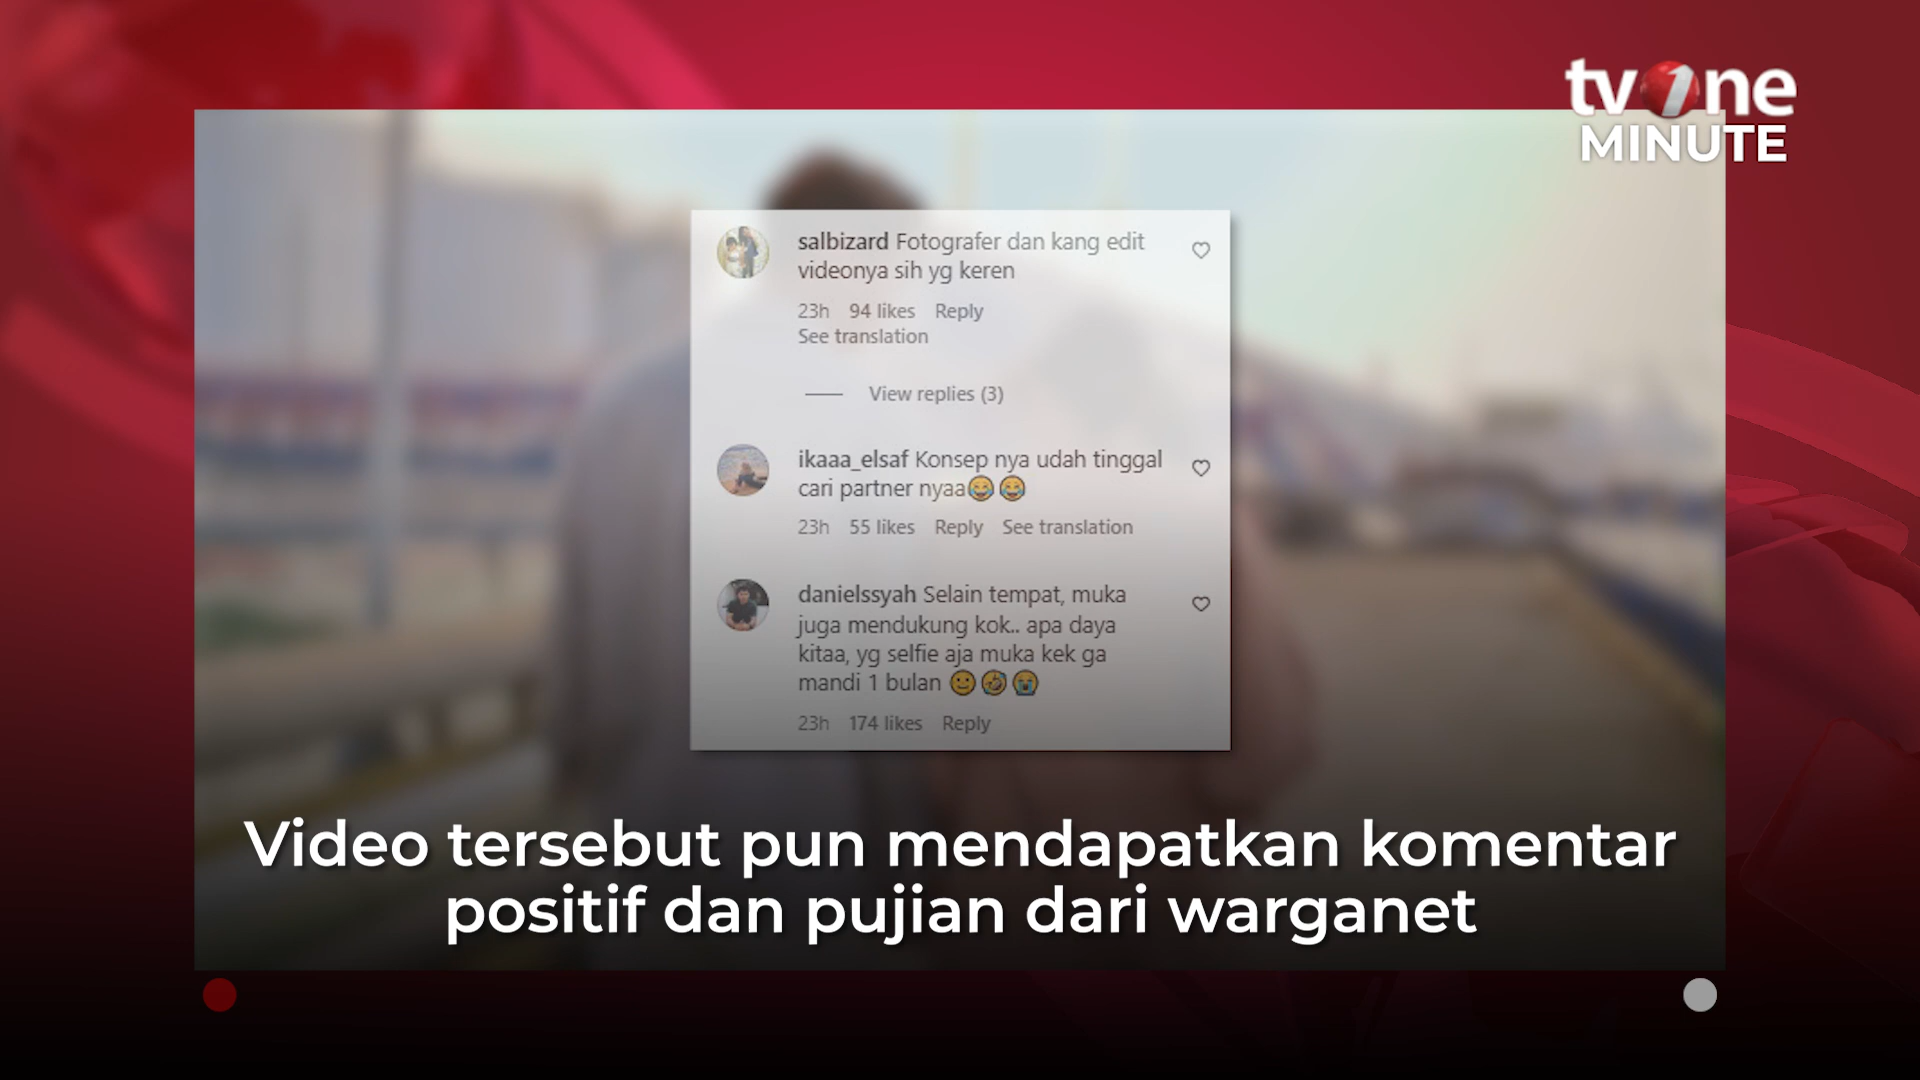 tvOne
MINUTE
salbizard Fotografer dan kang edit
videonya sih yg keren
23h 94 likes Reply
See translation
View replies (3)
ikaaa_elsaf Konsep nya udah tinggal
cari partner nyaa😂😂
23h 55 likes Reply See translation
danielssyah Selain tempat, muka
juga mendukung kok.. apa daya
kitaa, yg selfie aja muka kek ga
mandi 1 bulan 🙂🤣😭
23h 174 likes Reply
Video tersebut pun mendapatkan komentar
positif dan pujian dari warganet